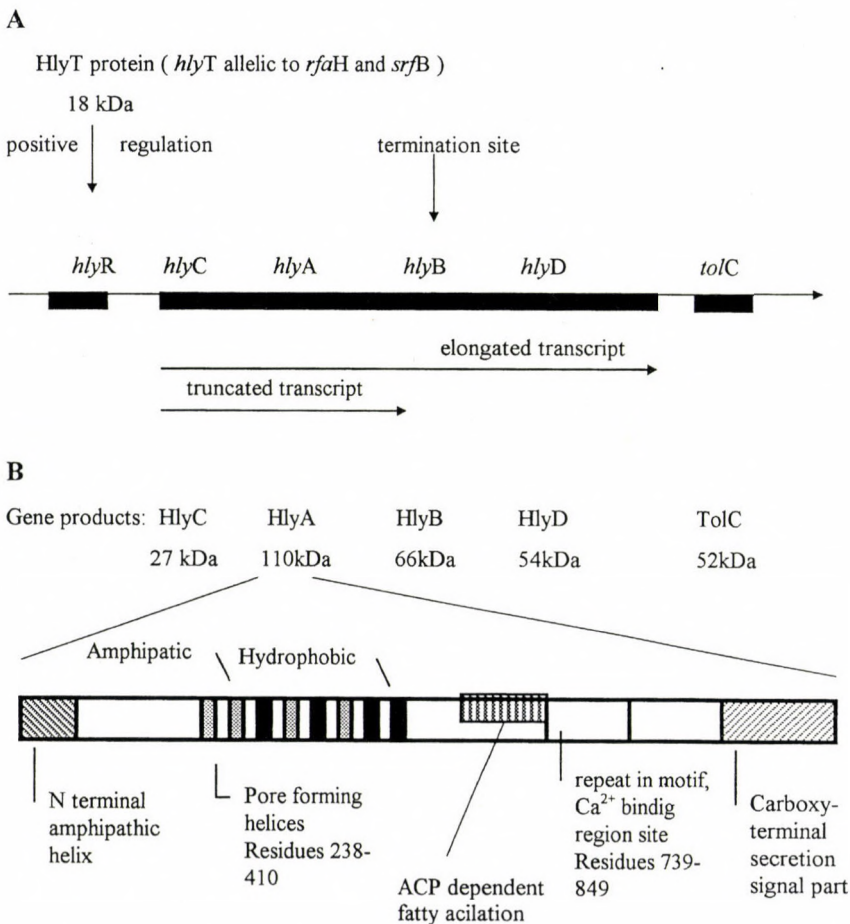 A
HlyT protein ( hlyT allelic to rfaH and srfB )
18 kDa
positive regulation
termination site
hlyR hlyC hlyA hlyB hlyD tolC
elongated transcript
truncated transcript
B
Gene products: HlyC HlyA HlyB HlyD TolC
27 kDa 110kDa 66kDa 54kDa 52kDa
Amphipatic
Hydrophobic
N terminal
amphipathic
helix
Pore forming
helices
Residues 238-
410
ACP dependent
fatty acilation
repeat in motif,
Ca2+ bindig
region site
Residues 739-
849
Carboxy-
terminal
secretion
signal part